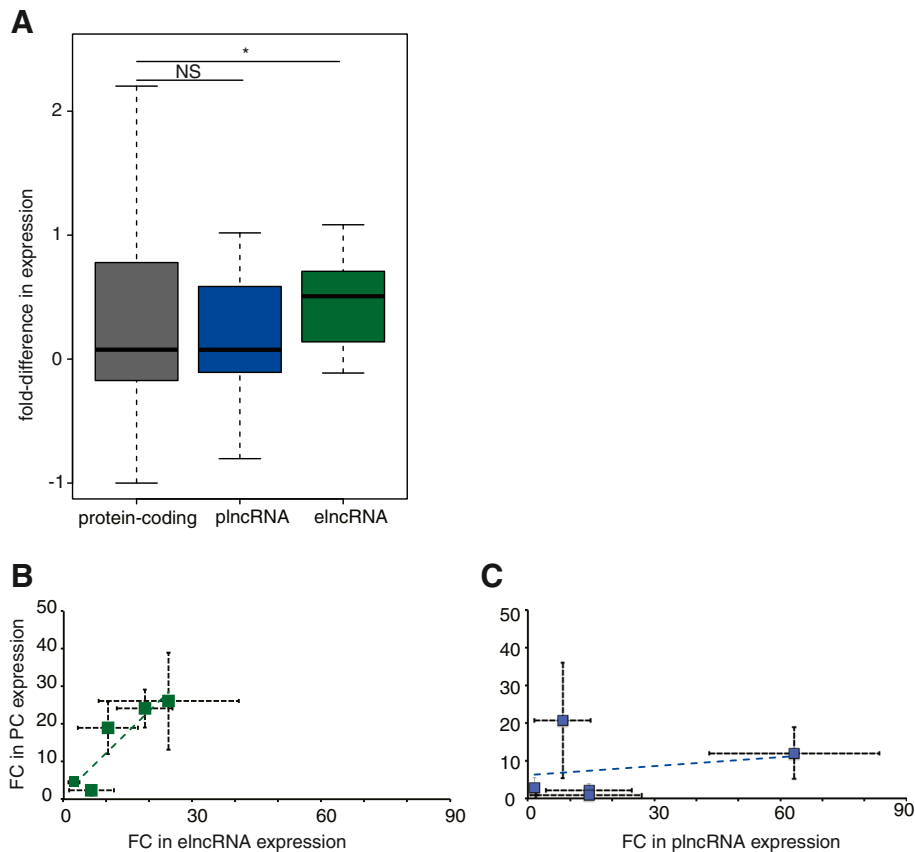 A
*
NS
fold-difference in expression
2
1
0
-1
protein-coding
plncRNA
elncRNA
B
FC in PC expression
50
40
30
20
10
0
0
30
60
90
FC in elncRNA expression
C
50
40
30
20
10
0
0
30
60
90
FC in plncRNA expression